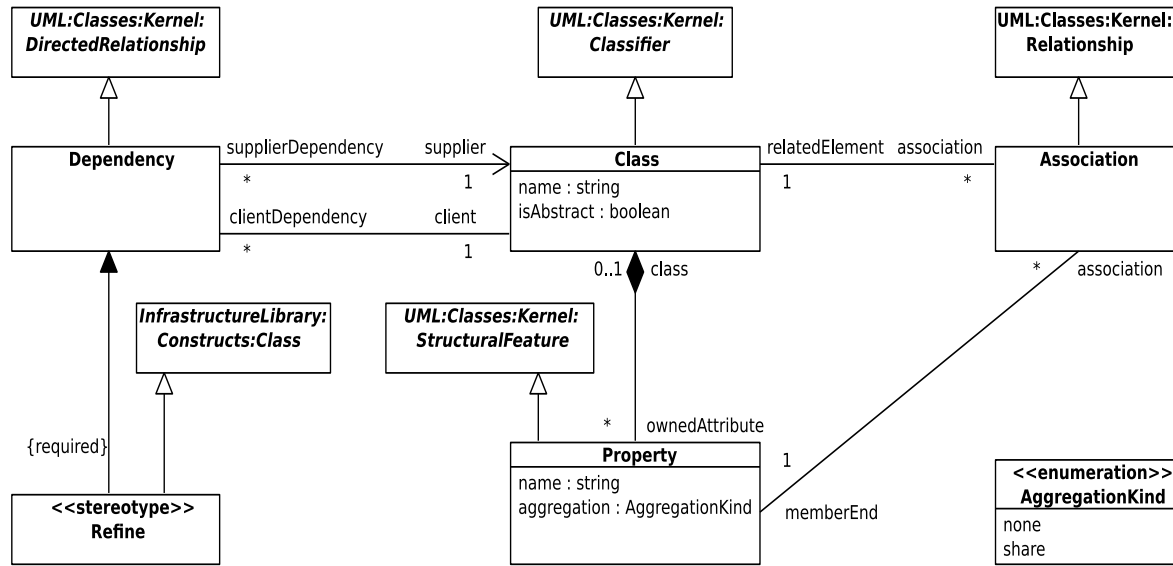 UML:Classes:Kernel:
DirectedRelationship
UML:Classes:Kernel:
Classifier
UML:Classes:Kernel:
Relationship
Dependency
supplierDependency
supplier
*
1
clientDependency
client
*
1
Class
name : string
isAbstract : boolean
relatedElement
association
1
*
Association
0..1
class
*
association
InfrastructureLibrary:
Constructs:Class
UML:Classes:Kernel:
StructuralFeature
{required}
*
ownedAttribute
<<stereotype>>
Refine
Property
name : string
aggregation : AggregationKind
1
memberEnd
<<enumeration>>
AggregationKind
none
share